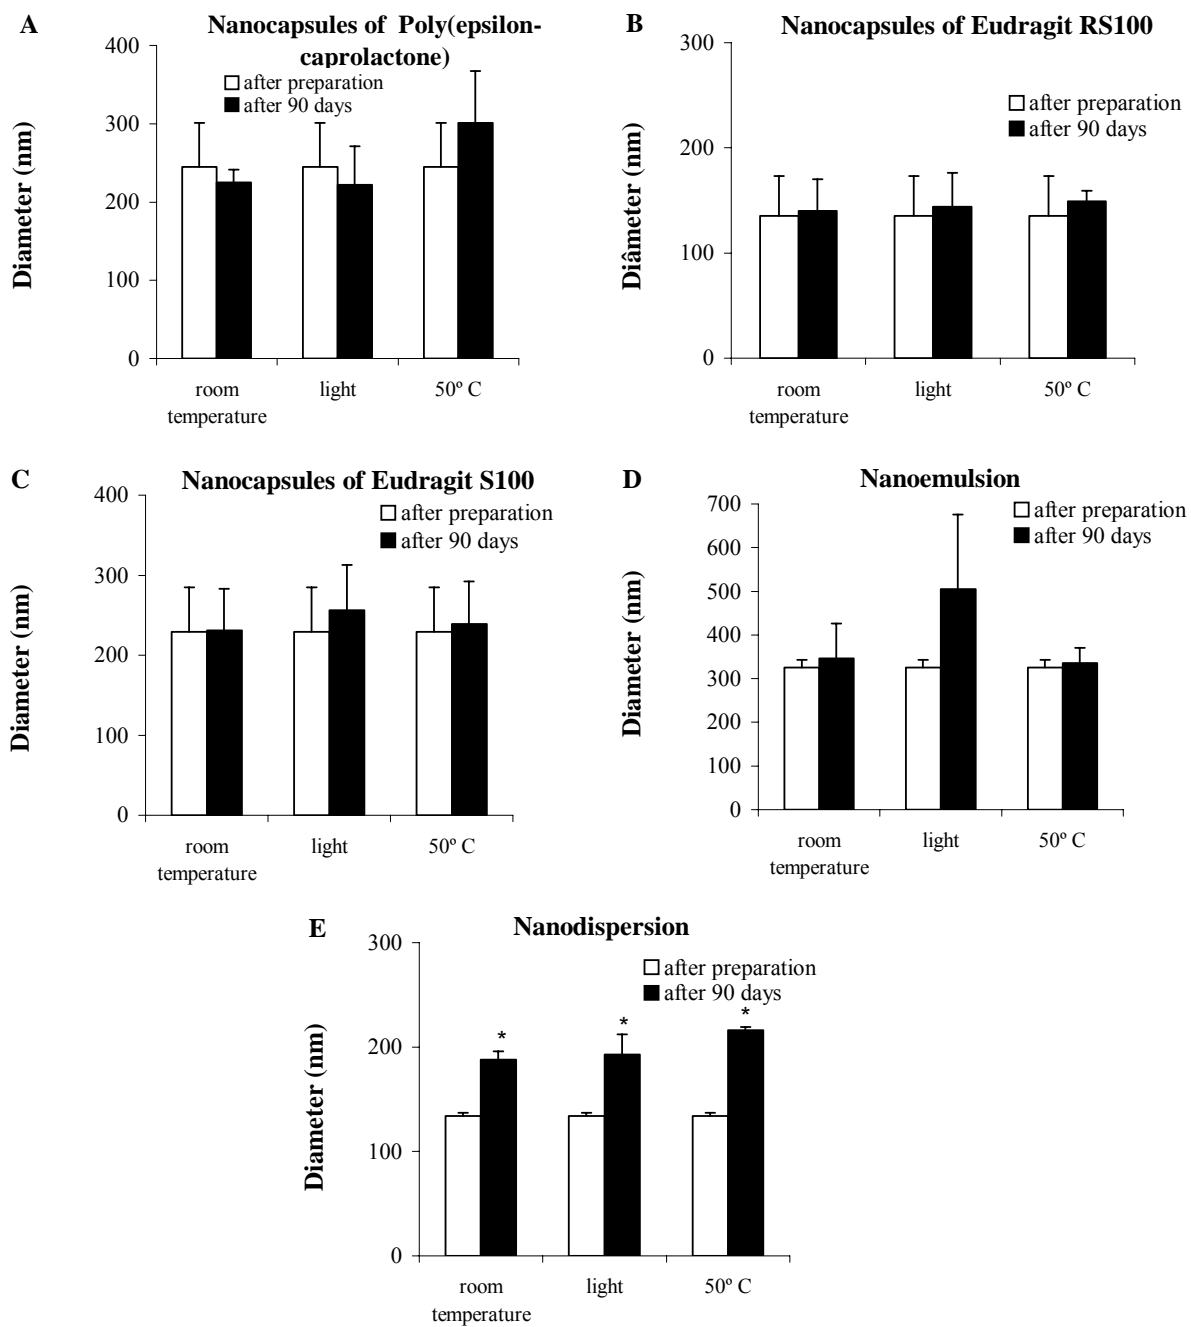 A
Nanocapsules of Poly(epsilon-
caprolactone)
after preparation
after 90 days
400
300
200
100
0
Diameter (nm)
room
temperature
light
50º C
B
Nanocapsules of Eudragit RS100
after preparation
after 90 days
300
200
100
0
Diâmeter (nm)
room
temperature
light
50º C
C
Nanocapsules of Eudragit S100
after preparation
after 90 days
400
300
200
100
0
Diameter (nm)
room
temperature
light
50º C
D
Nanoemulsion
after preparation
after 90 days
700
600
500
400
300
200
100
0
Diameter (nm)
room
temperature
light
50º C
E
Nanodispersion
after preparation
after 90 days
300
200
100
0
Diameter (nm)
* * *
room
temperature
light
50º C